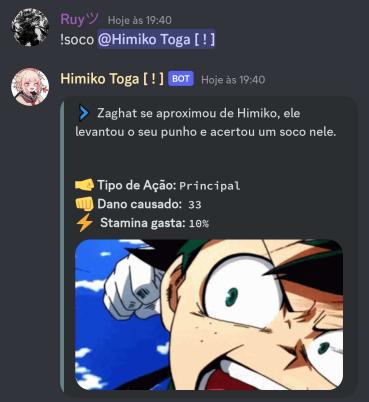 Ruyツ Hoje às 19:40
!soco @Himiko Toga [ ! ]
Himiko Toga [ ! ] BOT Hoje às 19:40
Zaghat se aproximou de Himiko, ele
levantou o seu punho e acertou um soco nele.
Tipo de Ação: Principal
Dano causado: 33
Stamina gasta: 10%